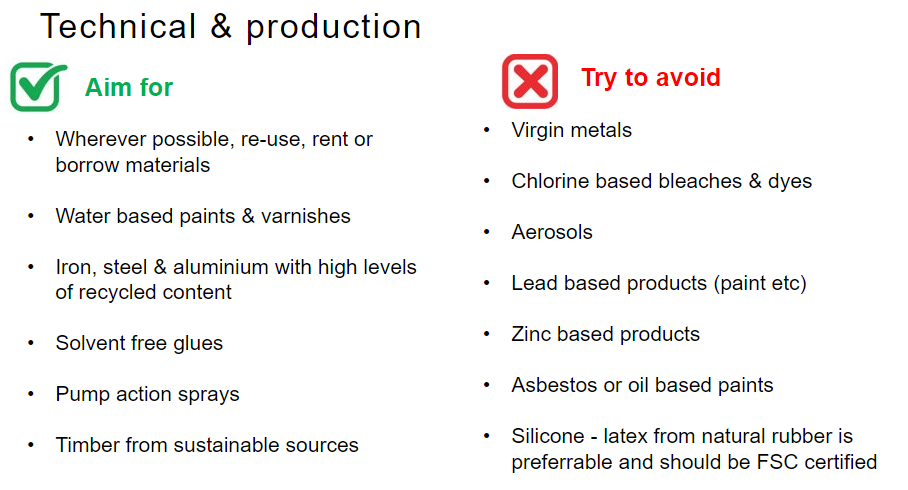 Technical & production
Aim for
• Wherever possible, re-use, rent or
borrow materials
• Water based paints & varnishes
• Iron, steel & aluminium with high levels
of recycled content
• Solvent free glues
• Pump action sprays
• Timber from sustainable sources
Try to avoid
• Virgin metals
• Chlorine based bleaches & dyes
• Aerosols
• Lead based products (paint etc)
• Zinc based products
• Asbestos or oil based paints
• Silicone - latex from natural rubber is
preferrable and should be FSC certified